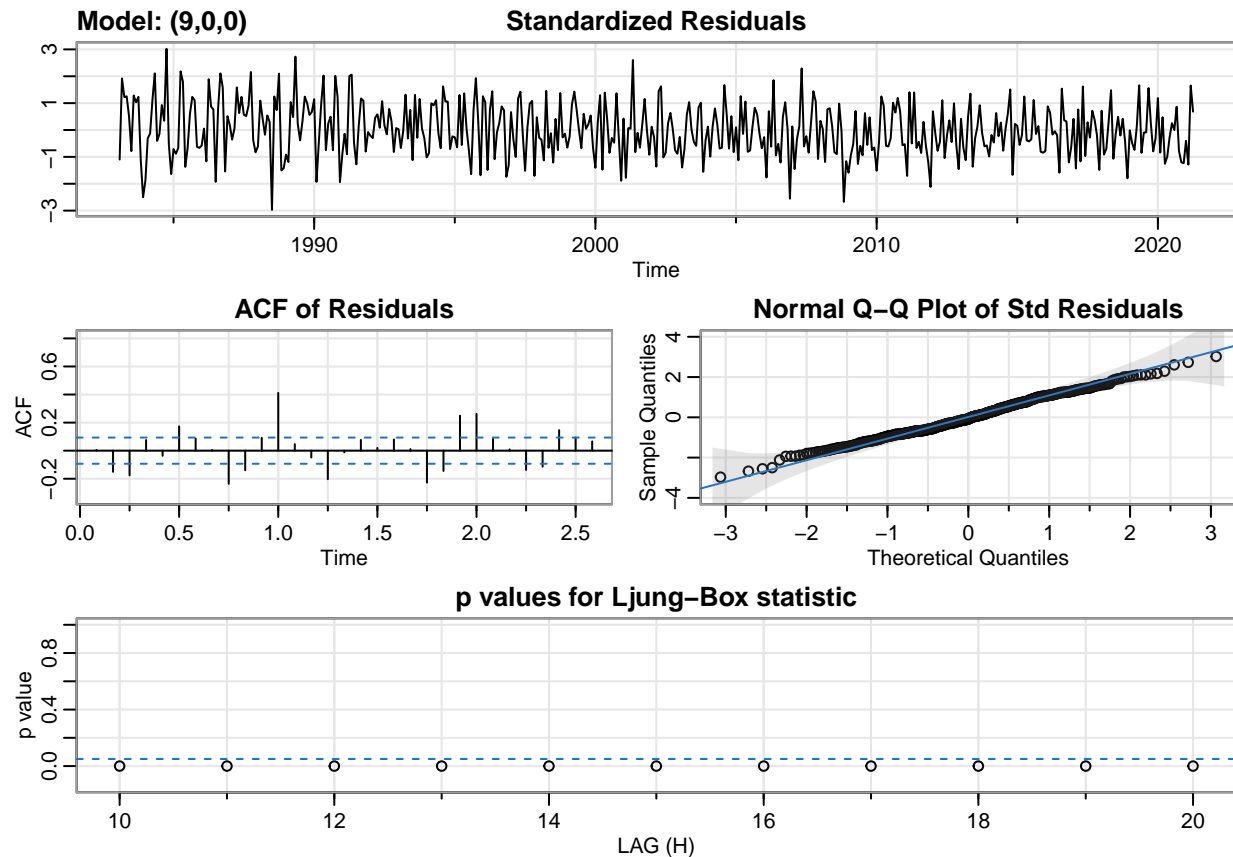 Model: (9,0,0) Standardized Residuals
3
1
−1
−3
1990 2000 2010 2020
Time
ACF of Residuals
ACF
0.6
0.2
−0.2
0.0 0.5 1.0 1.5 2.0 2.5
Time
Normal Q−Q Plot of Std Residuals
Sample Quantiles
4
2
0
−4
−3 −2 −1 0 1 2 3
Theoretical Quantiles
p values for Ljung−Box statistic
p value
0.8
0.4
0.0
10 12 14 16 18 20
LAG (H)